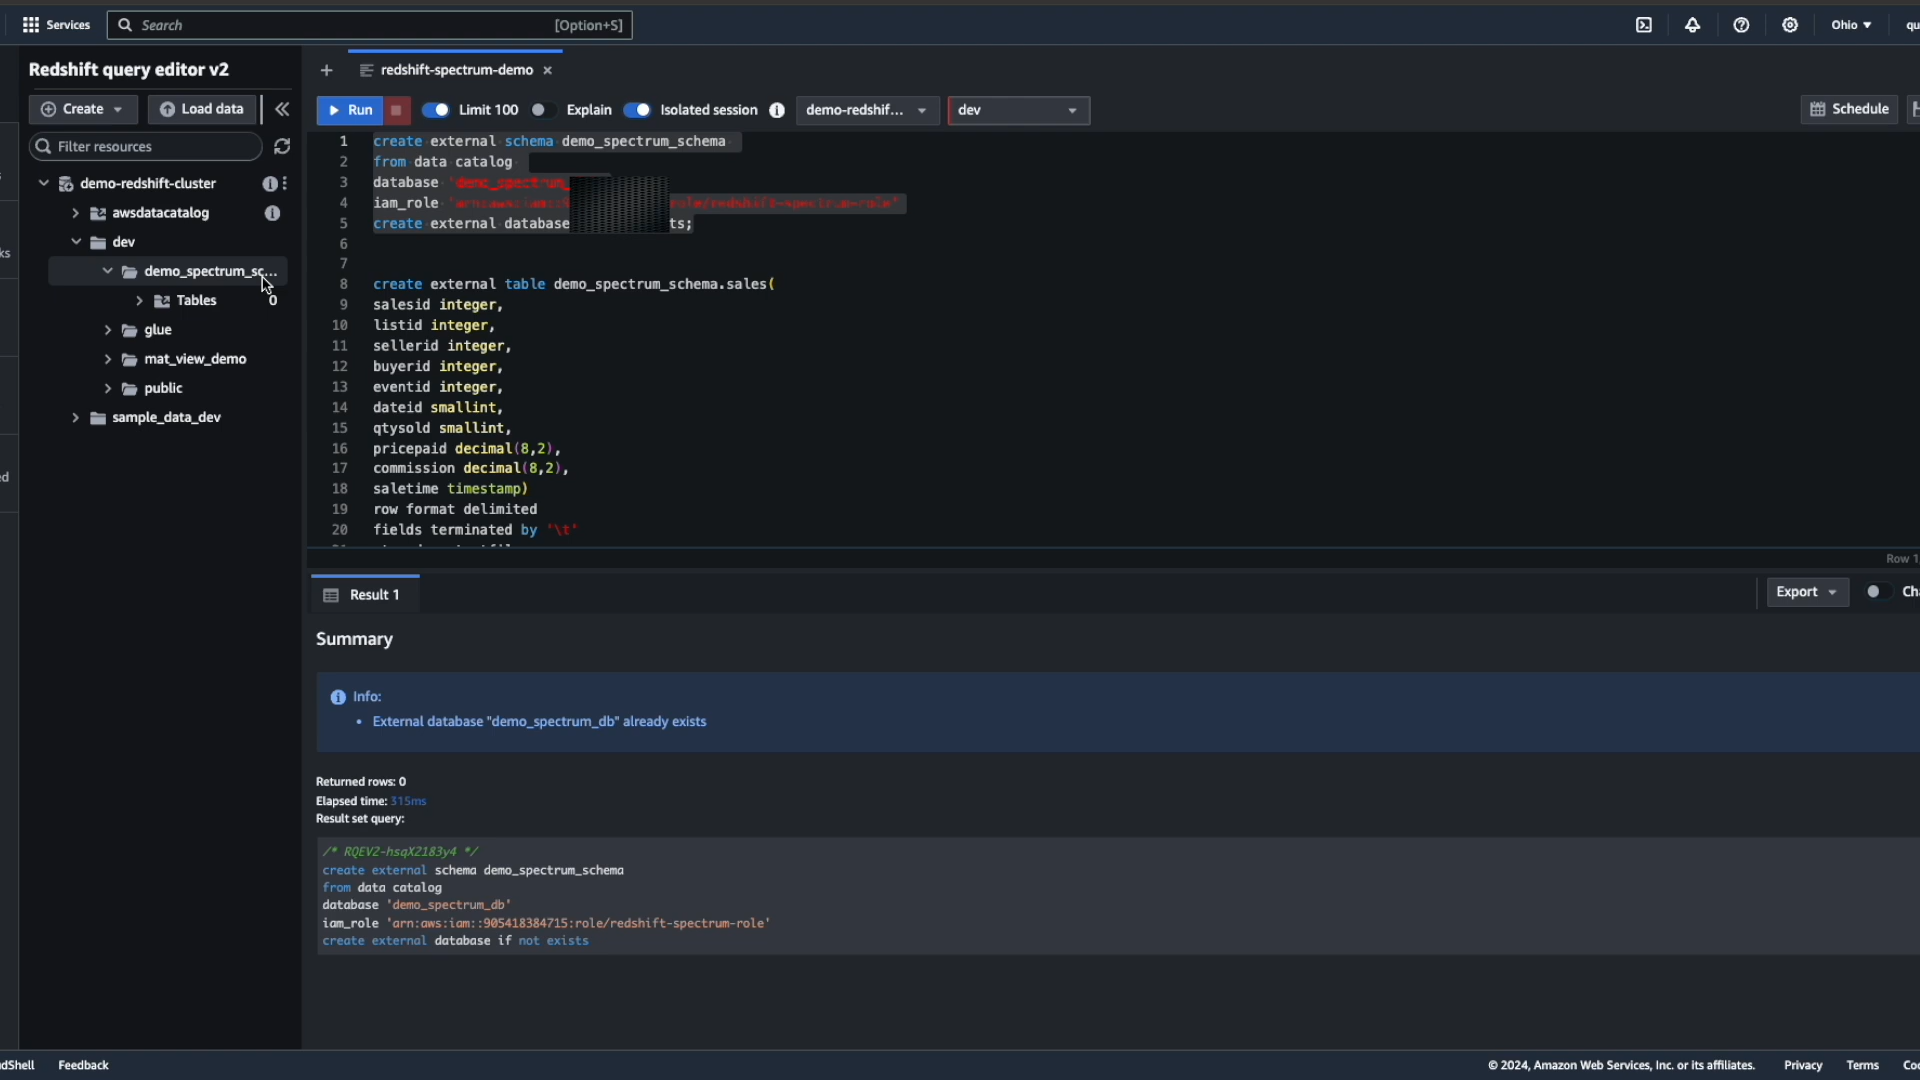 Services
Search
[Option+S]
Ohio
qu
Redshift query editor v2
redshift-spectrum-demo
Create
Load data
Run
Limit 100
Explain
Isolated session
demo-redshif...
dev
Schedule
Filter resources
demo-redshift-cluster
awsdatacatalog
dev
demo_spectrum_sc...
Tables 0
glue
mat_view_demo
public
sample_data_dev
ks
ed
1 create external schema demo_spectrum_schema
2 from data catalog
3 database 'demo_spectrum_
4 iam_role 'arn:aws:iam:: role/redshift-spectrum-role'
5 create external database ts;
6
7
8 create external table demo_spectrum_schema.sales(
9 salesid integer,
10 listid integer,
11 sellerid integer,
12 buyerid integer,
13 eventid integer,
14 dateid smallint,
15 qtysold smallint,
16 pricepaid decimal(8,2),
17 commission decimal(8,2),
18 saletime timestamp)
19 row format delimited
20 fields terminated by '\t'
Row 1
Result 1
Export
Cha
Summary
Info:
• External database "demo_spectrum_db" already exists
Returned rows: 0
Elapsed time: 315ms
Result set query:
/* RQEV2-hsqXZ183y4 */
create external schema demo_spectrum_schema
from data catalog
database 'demo_spectrum_db'
iam_role 'arn:aws:iam::905418384715:role/redshift-spectrum-role'
create external database if not exists
dShell
Feedback
© 2024, Amazon Web Services, Inc. or its affiliates.
Privacy
Terms
Coo